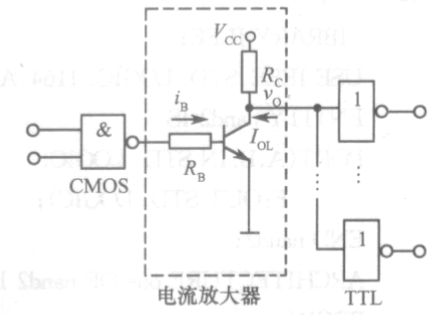 V_CC
R_C
v_O
i_B
&
I_OL
R_B
CMOS
1
1
电流放大器
TTL